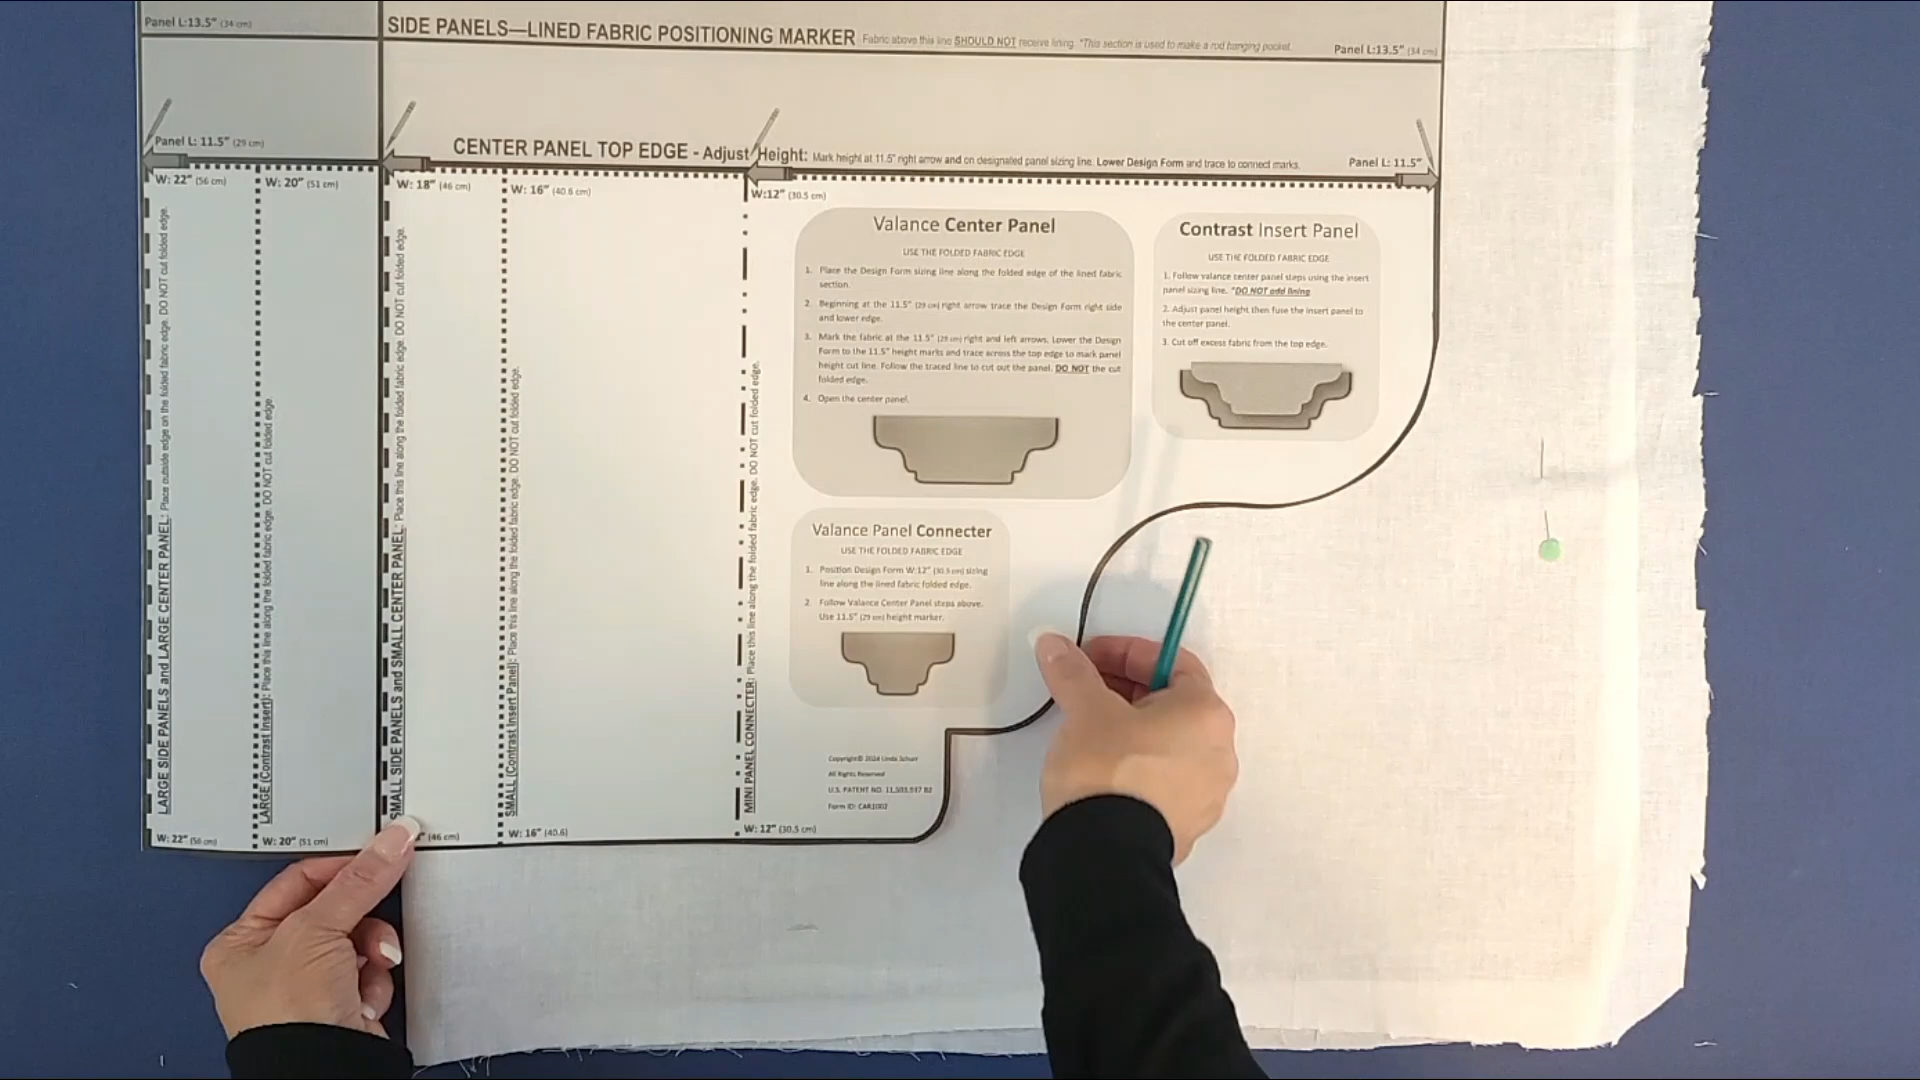 Panel L:13.5" (34 cm)
SIDE PANELS—LINED FABRIC POSITIONING MARKER Fabric above this line SHOULD NOT receive lining. *This section is used to make a rod hanging pocket.
Panel L:13.5" (34 cm)
Panel L: 11.5" (29 cm)
CENTER PANEL TOP EDGE - Adjust Height: Mark height at 11.5" right arrow and on designated panel sizing line. Lower Design Form and trace to connect marks.
Panel L: 11.5"
W: 22" (56 cm)
W: 20" (51 cm)
W: 18" (46 cm)
W: 16" (40.6 cm)
W:12" (30.5 cm)
LARGE SIDE PANELS and LARGE CENTER PANEL: Place outside edge on the folded fabric edge. DO NOT cut folded edge.
LARGE (Contrast Insert): Place this line along the folded fabric edge. DO NOT cut folded edge.
SMALL SIDE PANELS and SMALL CENTER PANEL: Place this line along the folded fabric edge. DO NOT cut folded edge.
SMALL (Contrast Insert Panel): Place this line along the folded fabric edge. DO NOT cut folded edge.
MINI PANEL CONNECTER: Place this line along the folded fabric edge. DO NOT cut folded edge.
Valance Center Panel
USE THE FOLDED FABRIC EDGE
1. Place the Design Form sizing line along the folded edge of the lined fabric
section.
2. Beginning at the 11.5" (29 cm) right arrow trace the Design Form right side
and lower edge.
3. Mark the fabric at the 11.5" (29 cm) right and left arrows. Lower the Design
Form to the 11.5" height marks and trace across the top edge to mark panel
height cut line. Follow the traced line to cut out the panel. DO NOT the cut
folded edge.
4. Open the center panel.
Contrast Insert Panel
USE THE FOLDED FABRIC EDGE
1. Follow valance center panel steps using the insert
panel sizing line. *DO NOT add lining.
2. Adjust panel height then fuse the insert panel to
the center panel.
3. Cut off excess fabric from the top edge.
Valance Panel Connecter
USE THE FOLDED FABRIC EDGE
1. Position Design Form W:12" (30.5 cm) sizing
line along the lined fabric folded edge.
2. Follow Valance Center Panel steps above.
Use 11.5" (29 cm) height marker.
Copyright© 2024 Linda Schurr
All Rights Reserved
U.S. PATENT NO. 11,503,917 B2
Form ID: CAR1002
W: 22" (56 cm)
W: 20" (51 cm)
" (46 cm)
W: 16" (40.6)
W: 12" (30.5 cm)